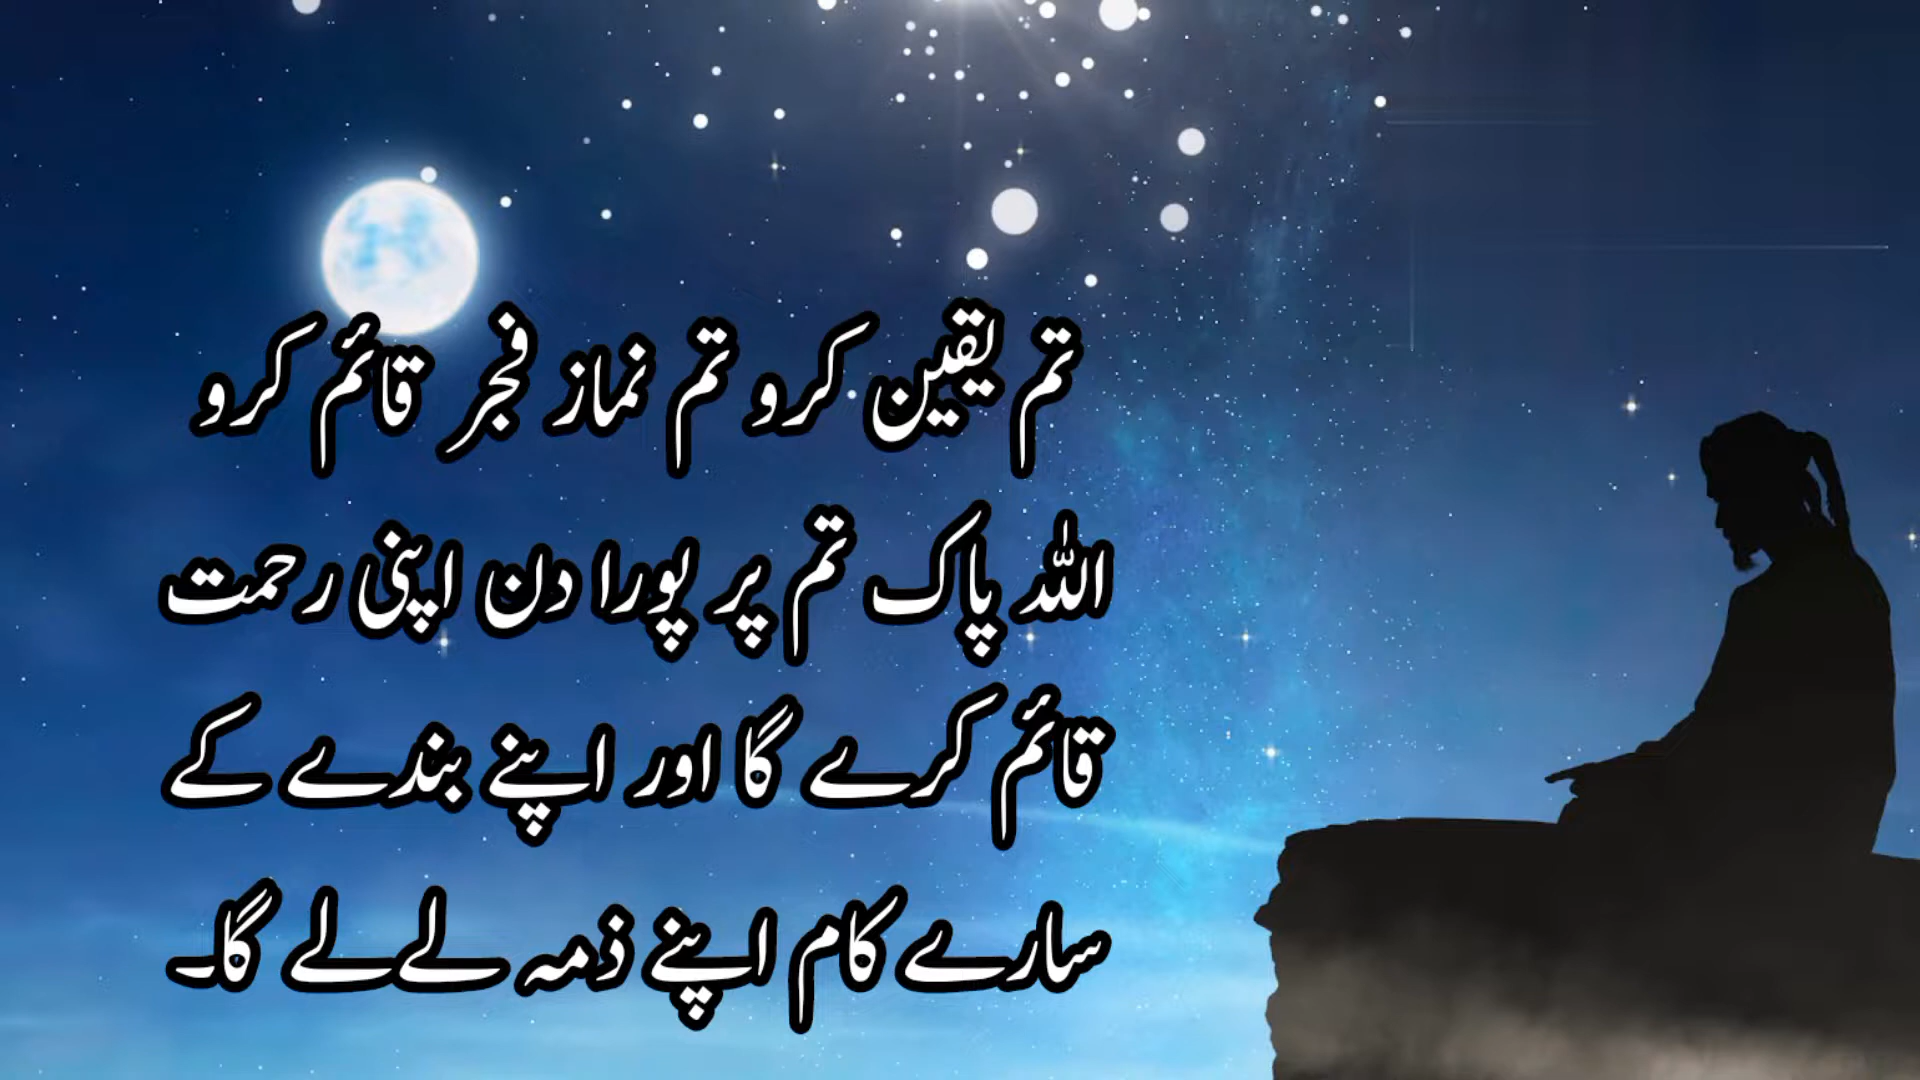 تم یقین کرو تم نماز فجر قائم کرو
اللہ پاک تم پر پورا دن اپنی رحمت
قائم کرے گا اور اپنے بندے کے
سارے کام اپنے ذمہ لے لے گا۔